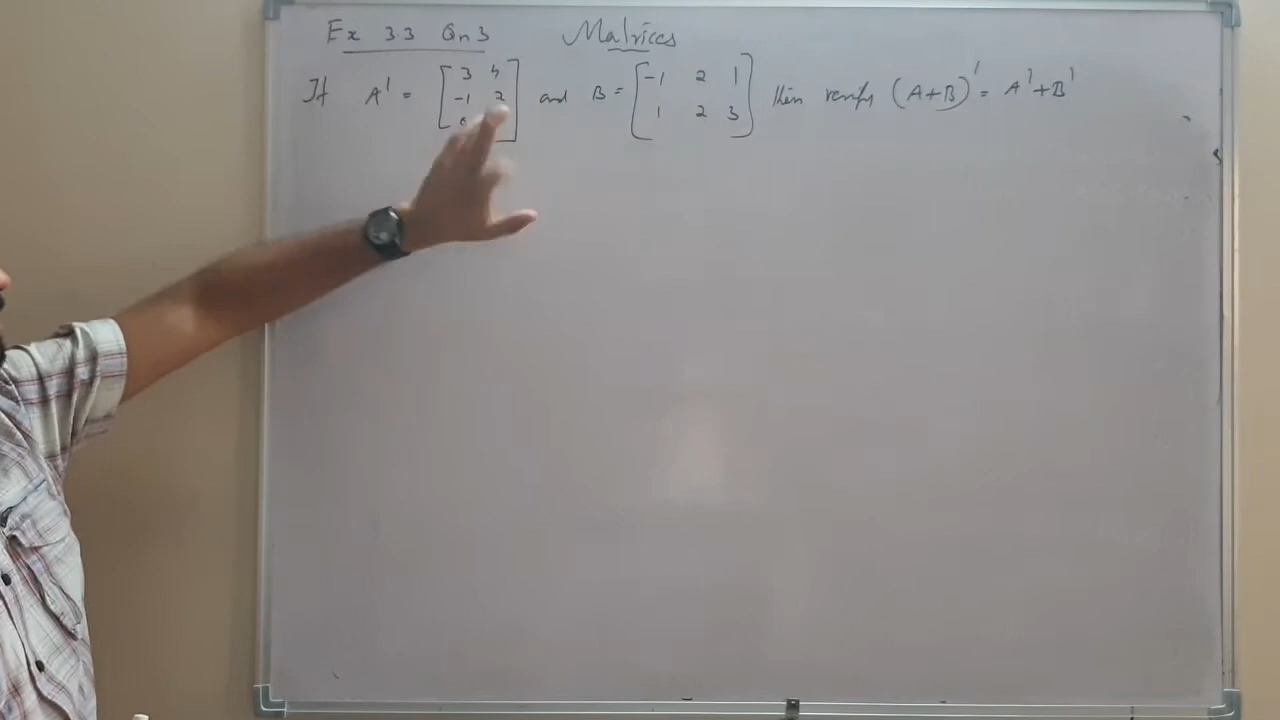 Ex 3.3 Qn 3 Matrices
If A' = [3 4 and B = [-1 2 1] then verify (A+B)' = A'+B'
-1 2 1 2 3
0